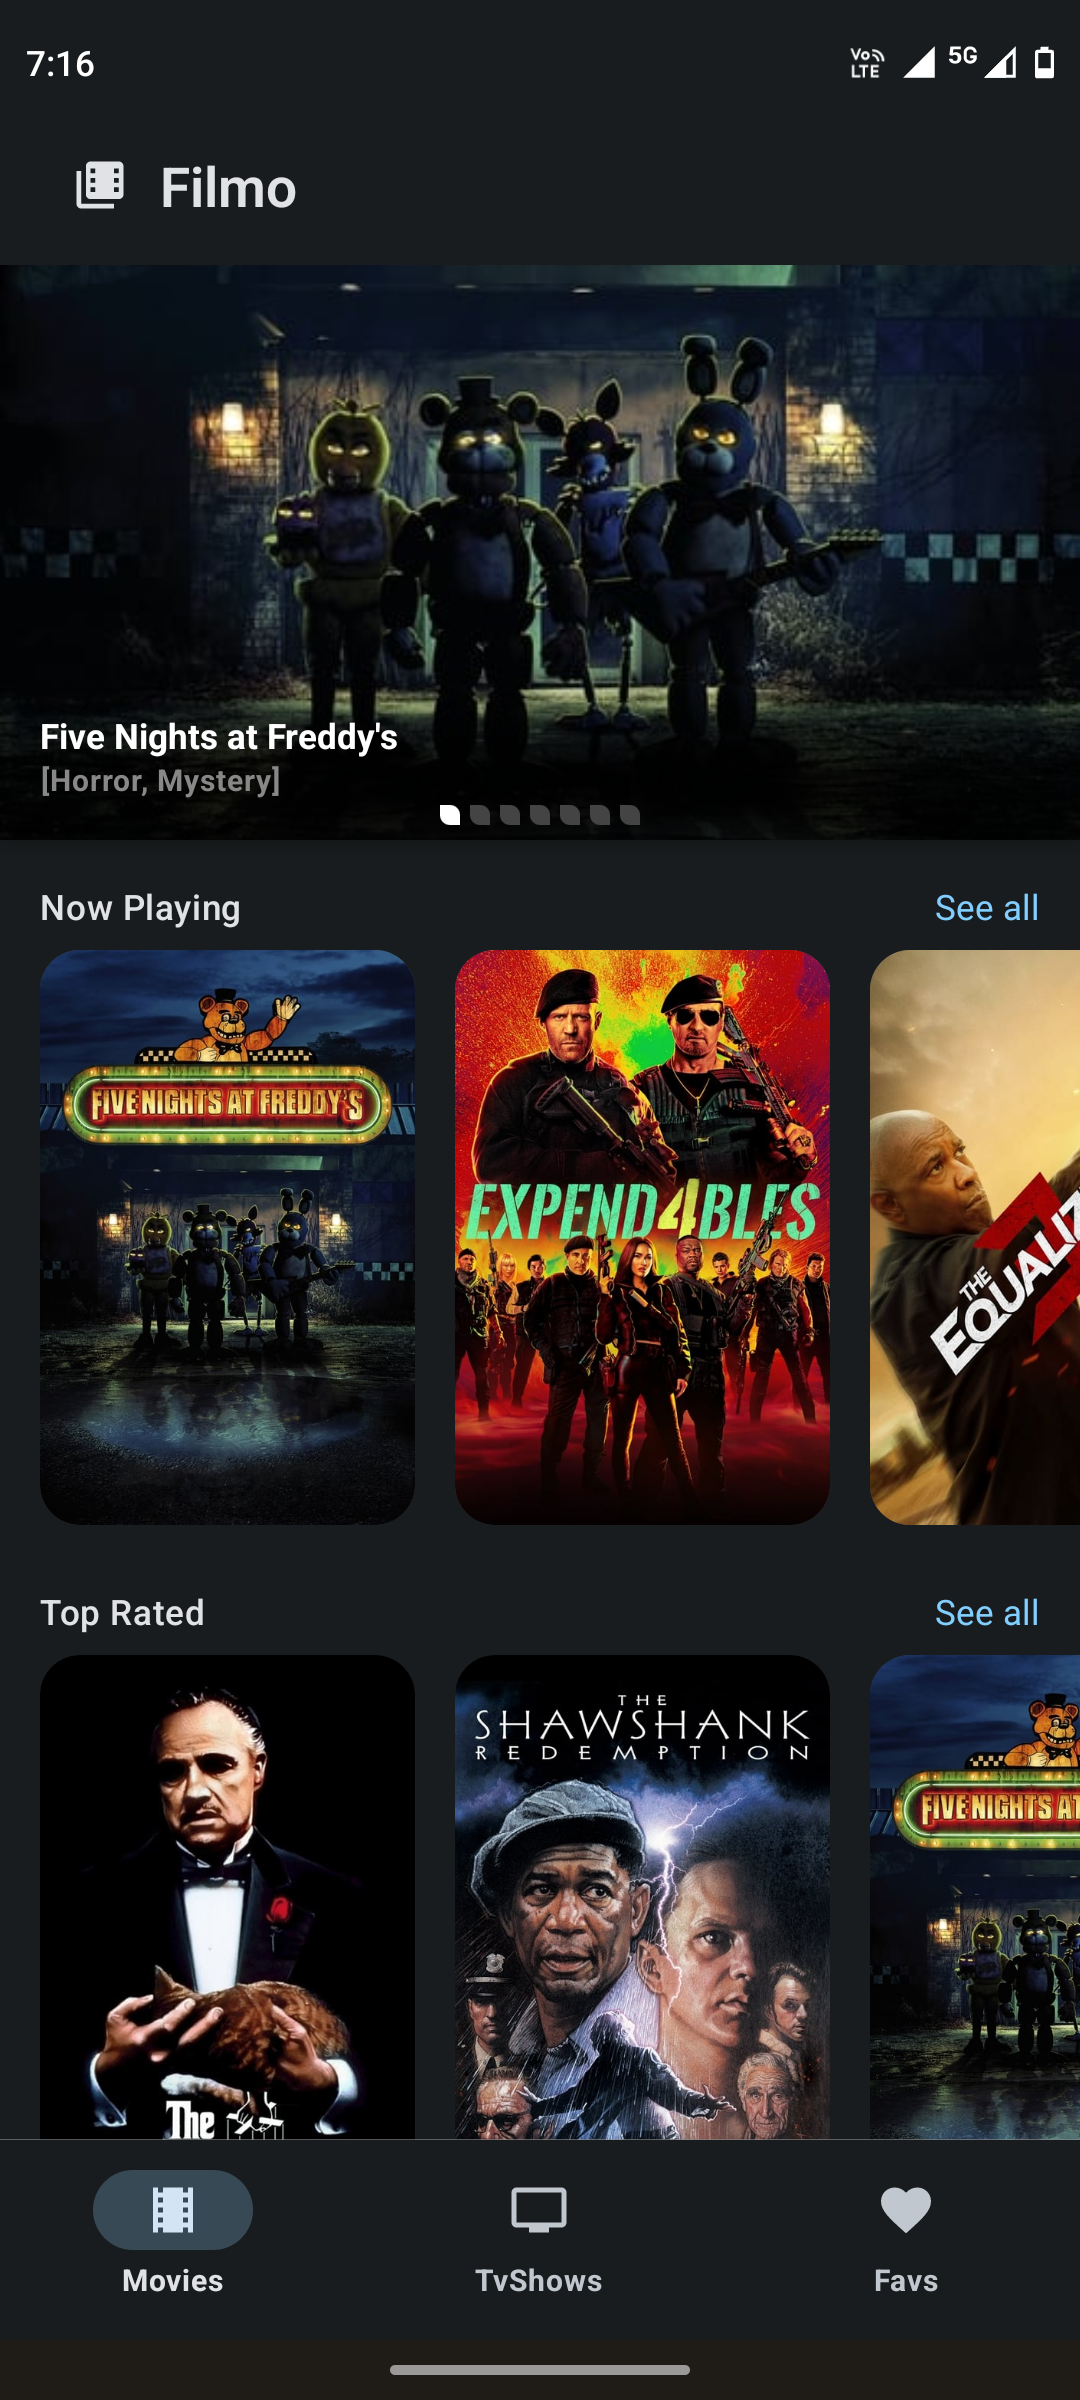 7:16
Vo
LTE
5G
Filmo
Five Nights at Freddy's
[Horror, Mystery]
Now Playing
See all
FIVE NIGHTS AT FREDDY'S
EXPEND4BLES
THE
EQUALIZ
Top Rated
See all
The
THE
SHAWSHANK
REDEMPTION
FIVE NIGHTS AT
Movies
TvShows
Favs